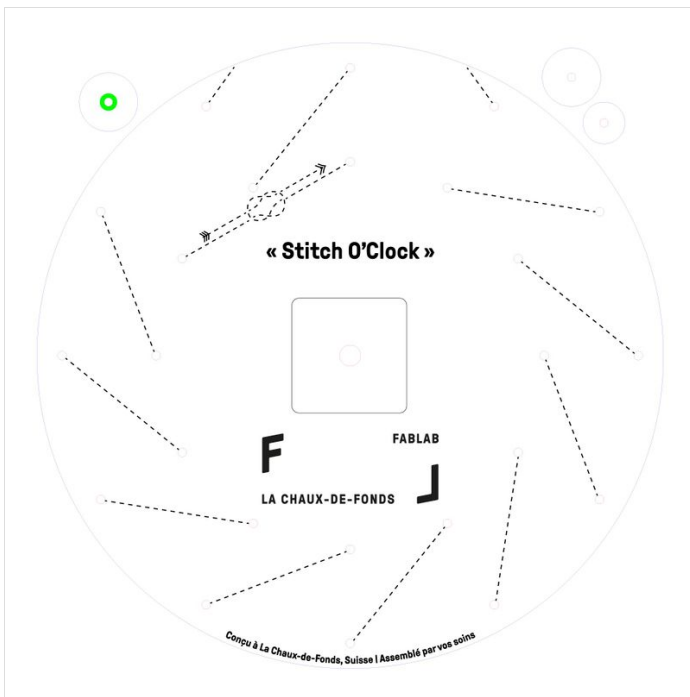 « Stitch O'Clock »
F
FABLAB
LA CHAUX-DE-FONDS
L
Conçu à La Chaux-de-Fonds, Suisse | Assemblé par vos soins